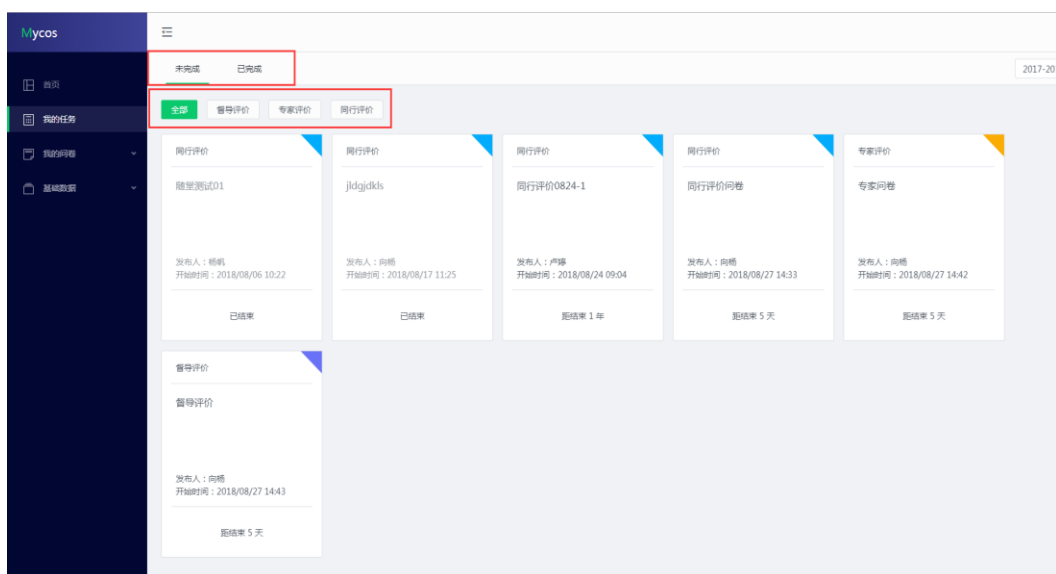 Mycos
未完成 已完成
2017-201
首页
我的任务
我的问卷
基础数据
全部 督导评价 专家评价 同行评价
同行评价
随堂测试01
发布人：杨帆
开始时间：2018/08/06 10:22
已结束
同行评价
jldgjdkls
发布人：向杨
开始时间：2018/08/17 11:25
已结束
同行评价
同行评价0824-1
发布人：卢婷
开始时间：2018/08/24 09:04
距结束 1 年
同行评价
同行评价问卷
发布人：向杨
开始时间：2018/08/27 14:33
距结束 5 天
专家评价
专家问卷
发布人：向杨
开始时间：2018/08/27 14:42
距结束 5 天
督导评价
督导评价
发布人：向杨
开始时间：2018/08/27 14:43
距结束 5 天